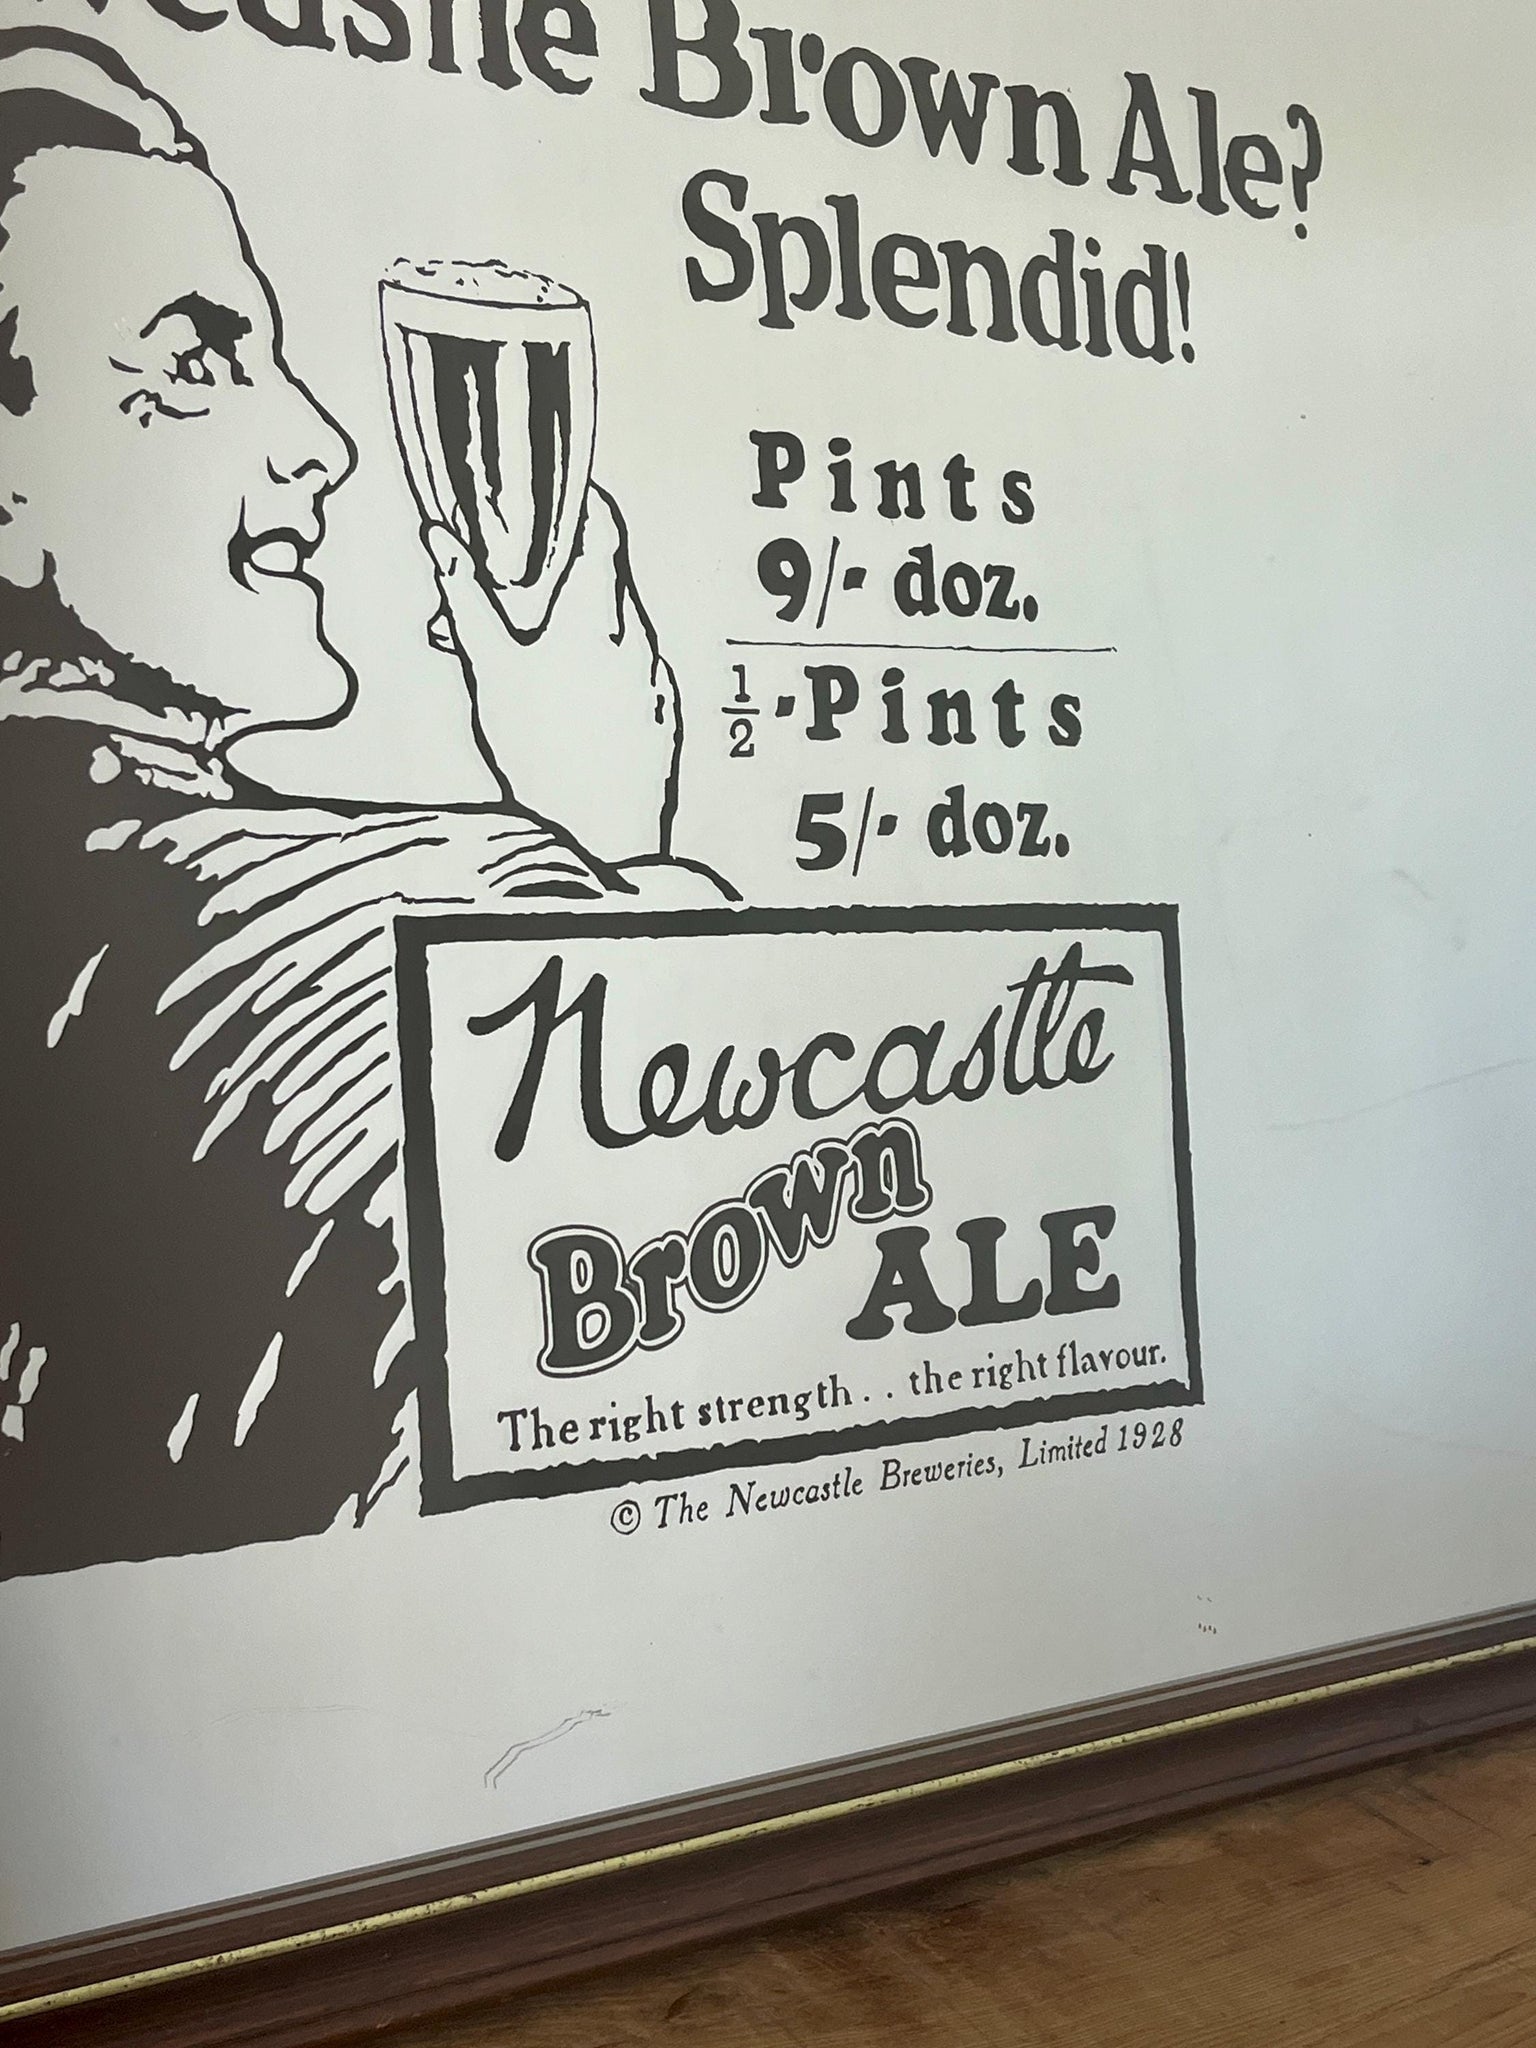 Brown Ale?
Splendid!
Pints
9/- doz.
½-Pints
5/- doz.
Newcastle
Brown
ALE
The right strength . . the right flavour.
© The Newcastle Breweries, Limited 1928